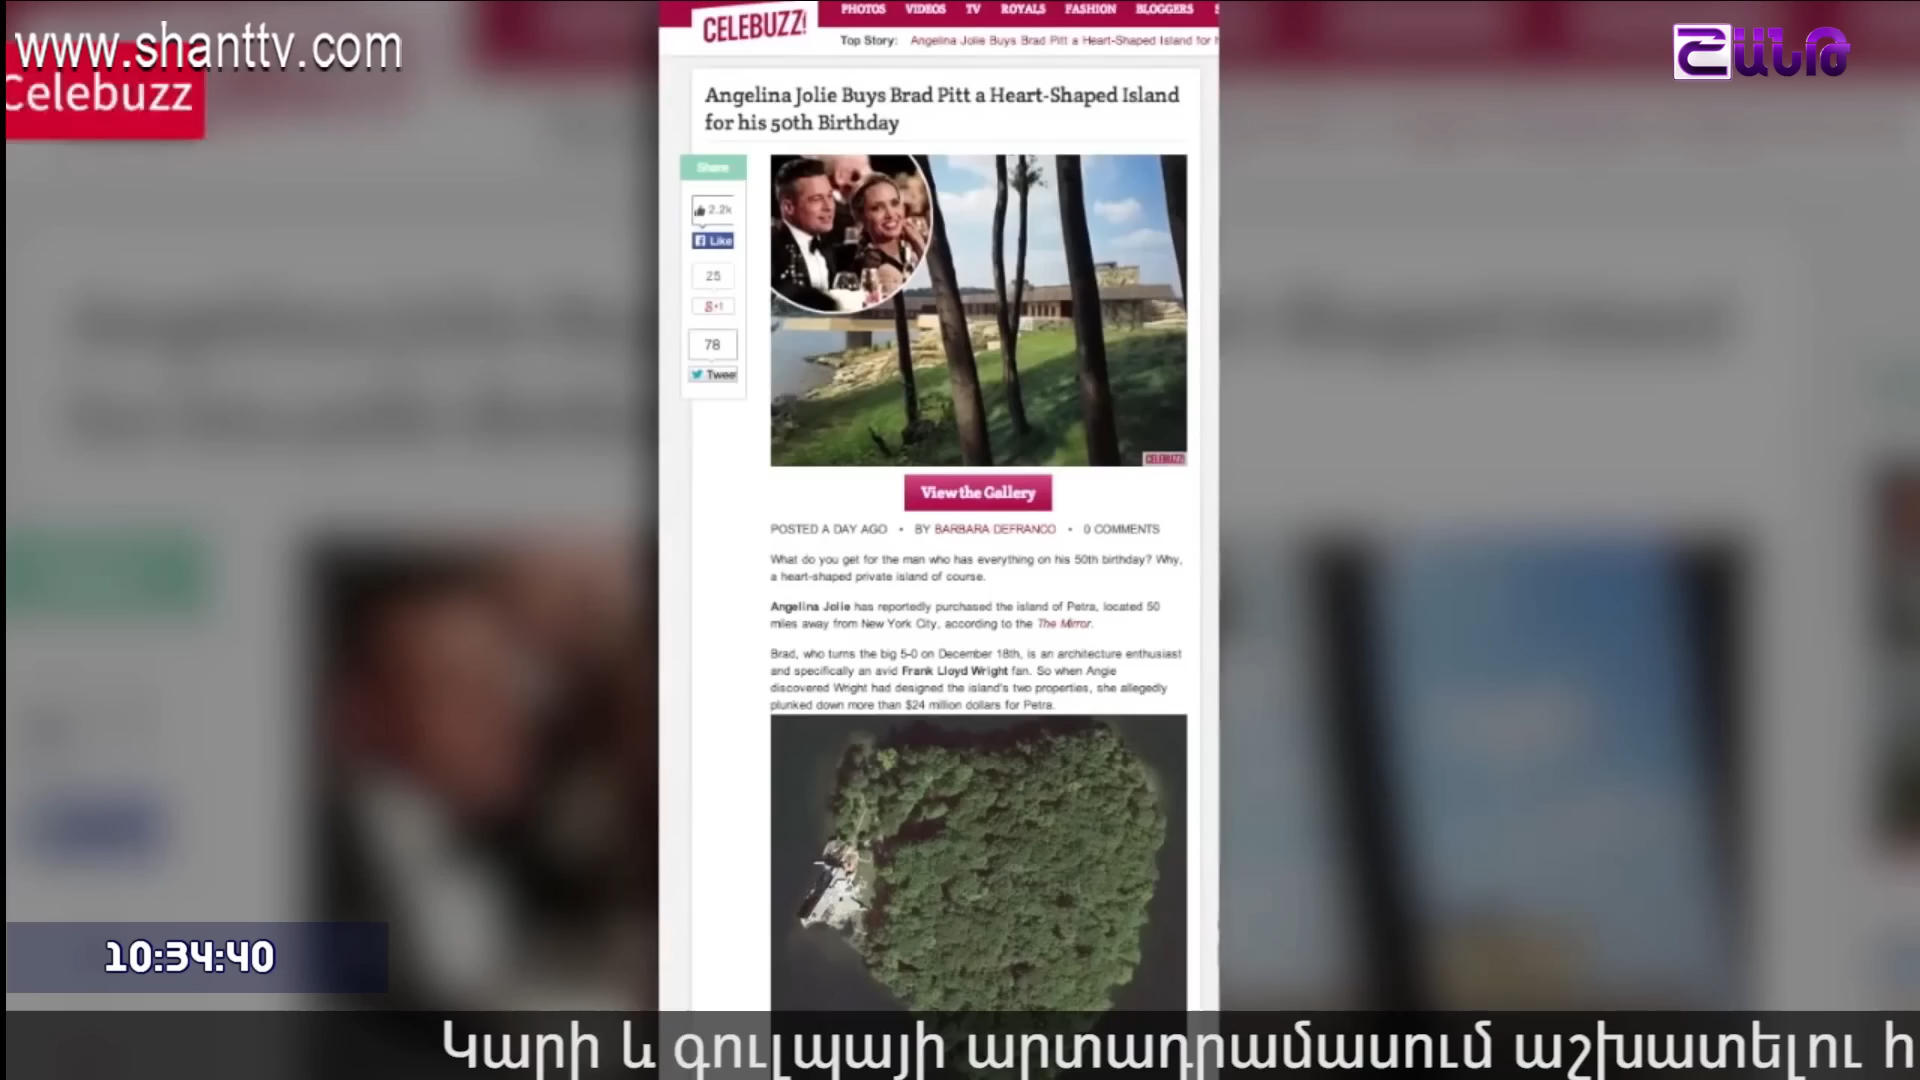 www.shanttv.com
Celebuzz
ՇԱՆԹ
CELEBUZZ!
PHOTOS VIDEOS TV ROYALS FASHION BLOGGERS
Top Story: Angelina Jolie Buys Brad Pitt a Heart-Shaped Island for
Angelina Jolie Buys Brad Pitt a Heart-Shaped Island
for his 50th Birthday
Share
2.2k
Like
25
g+1
78
Tweet
CELEBUZZ!
View the Gallery
POSTED A DAY AGO • BY BARBARA DEFRANCO • 0 COMMENTS
What do you get for the man who has everything on his 50th birthday? Why,
a heart-shaped private island of course.
Angelina Jolie has reportedly purchased the island of Petra, located 50
miles away from New York City, according to the The Mirror.
Brad, who turns the big 5-0 on December 18th, is an architecture enthusiast
and specifically an avid Frank Lloyd Wright fan. So when Angie
discovered Wright had designed the island's two properties, she allegedly
plunked down more than $24 million dollars for Petra.
10:34:40
Կարի և գուլպայի արտադրամասում աշխատելու հ